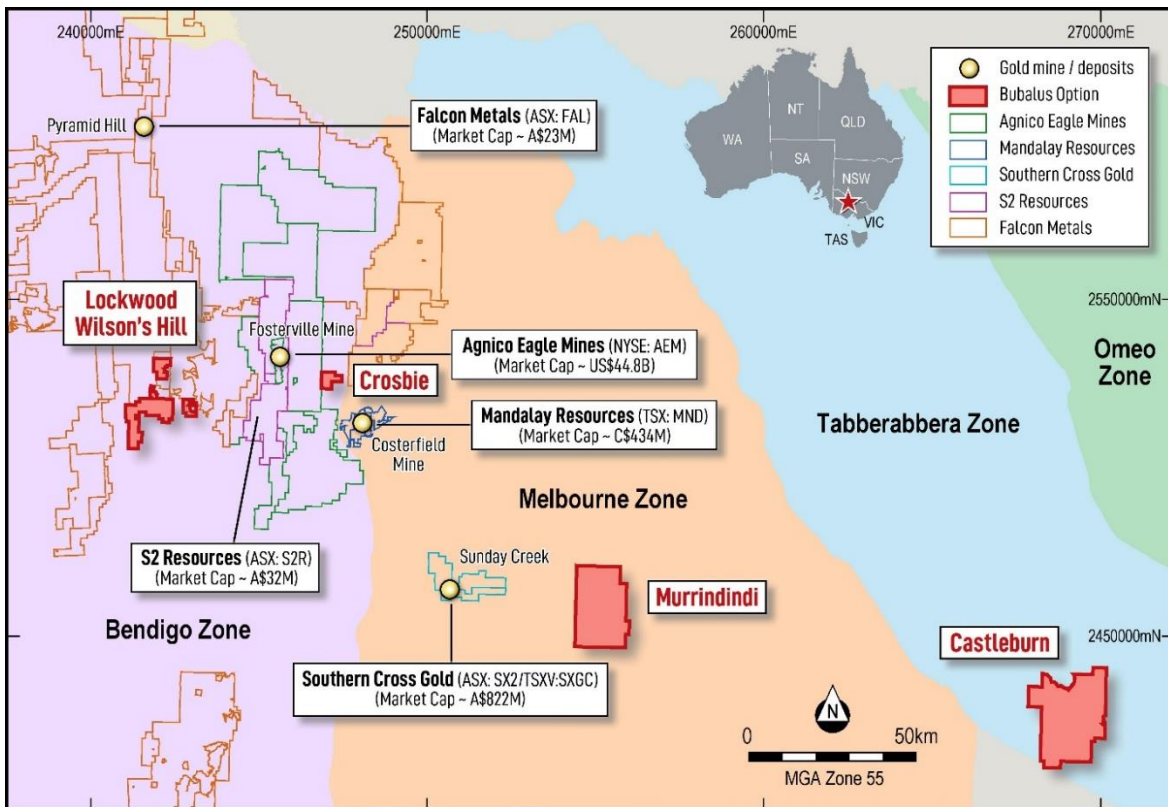 240000mE
250000mE
260000mE
270000mE
Pyramid Hill
Falcon Metals (ASX: FAL)
(Market Cap ~ A$23M)
WA
NT
SA
QLD
NSW
VIC
TAS
Gold mine / deposits
Bubalus Option
Agnico Eagle Mines
Mandalay Resources
Southern Cross Gold
S2 Resources
Falcon Metals
Lockwood
Wilson's Hill
Fosterville Mine
Agnico Eagle Mines (NYSE: AEM)
(Market Cap ~ US$44.8B)
Crosbie
Mandalay Resources (TSX: MND)
(Market Cap ~ C$434M)
Costerfield
Mine
2550000mN
Omeo
Zone
Tabberabbera Zone
Melbourne Zone
S2 Resources (ASX: S2R)
(Market Cap ~ A$32M)
Sunday Creek
Murrindindi
Bendigo Zone
2450000mN
Castleburn
Southern Cross Gold (ASX: SX2/TSXV:SXGC)
(Market Cap ~ A$822M)
N
0
50km
MGA Zone 55